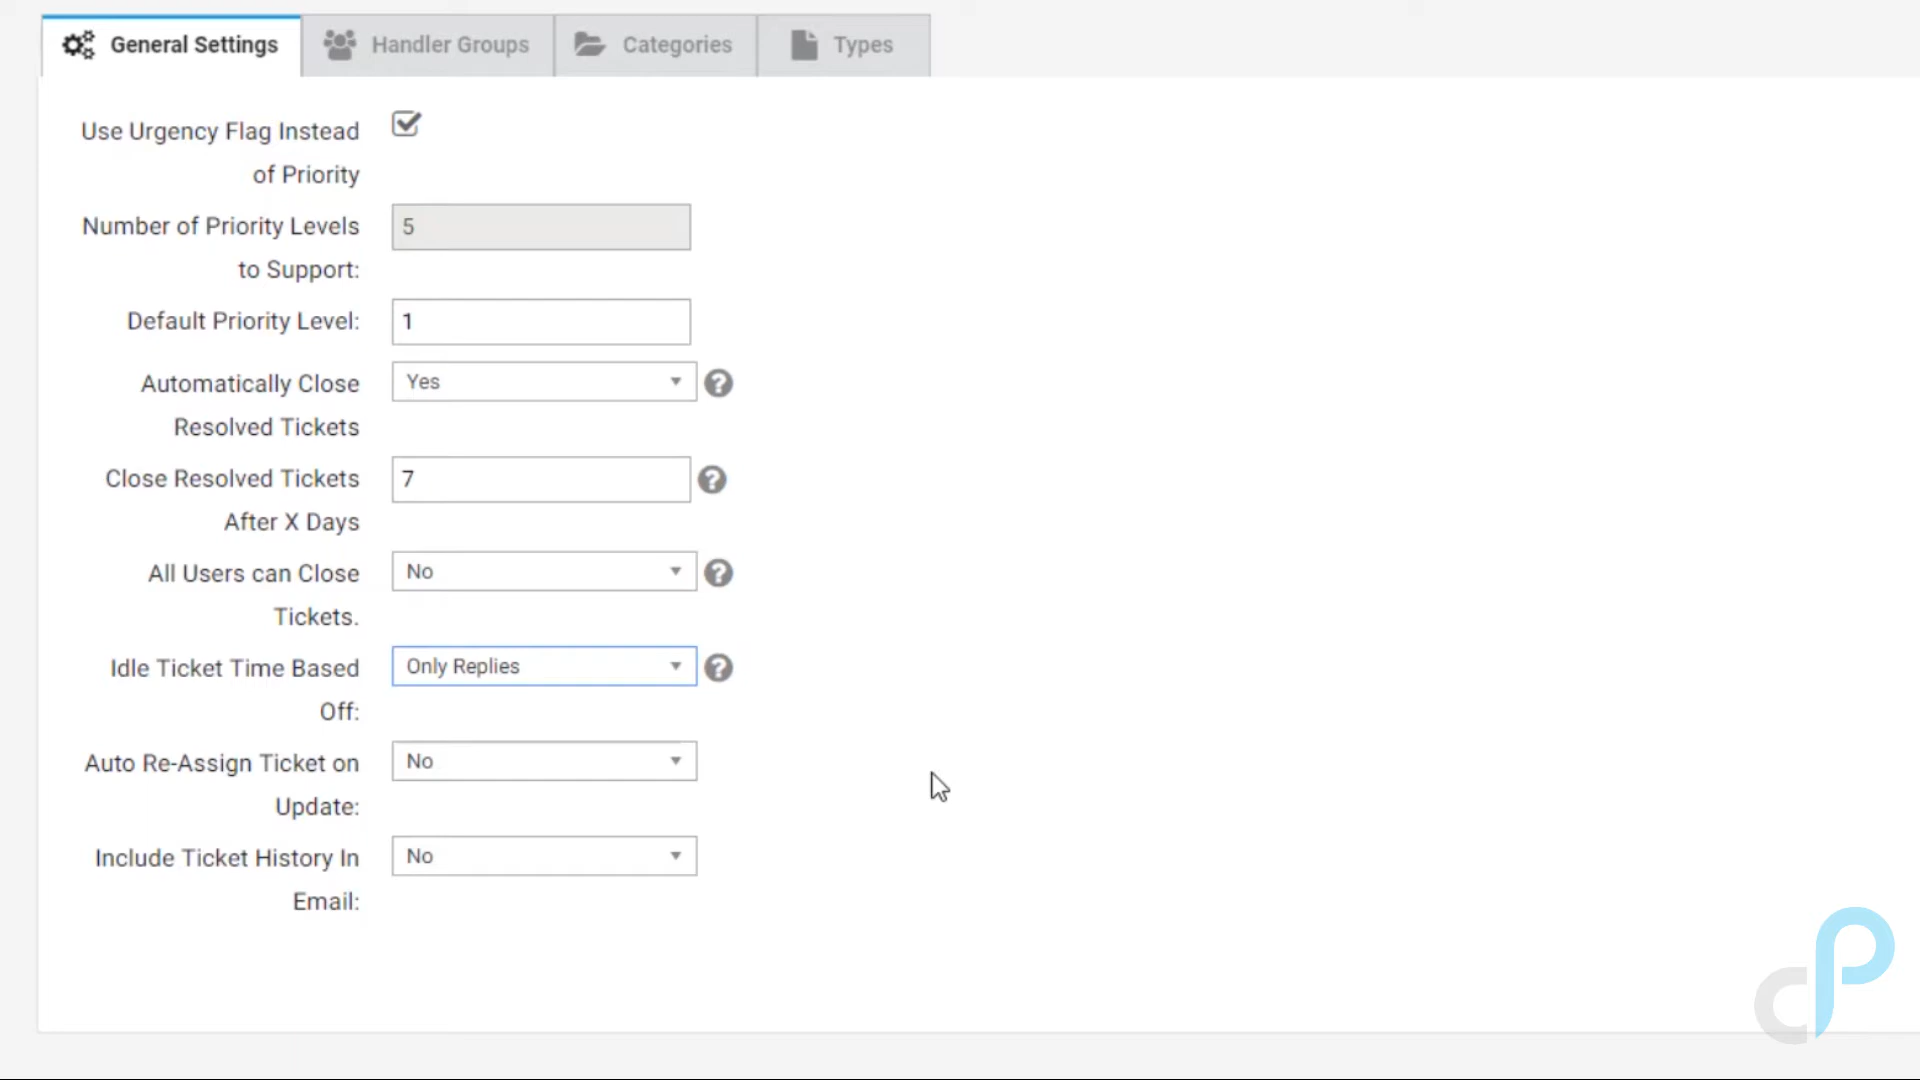 General Settings
Handler Groups
Categories
Types
Use Urgency Flag Instead
of Priority
Number of Priority Levels
to Support:
5
Default Priority Level:
1
Automatically Close
Resolved Tickets
Yes
Close Resolved Tickets
After X Days
7
All Users can Close
Tickets.
No
Idle Ticket Time Based
Off:
Only Replies
Auto Re-Assign Ticket on
Update:
No
Include Ticket History In
Email:
No